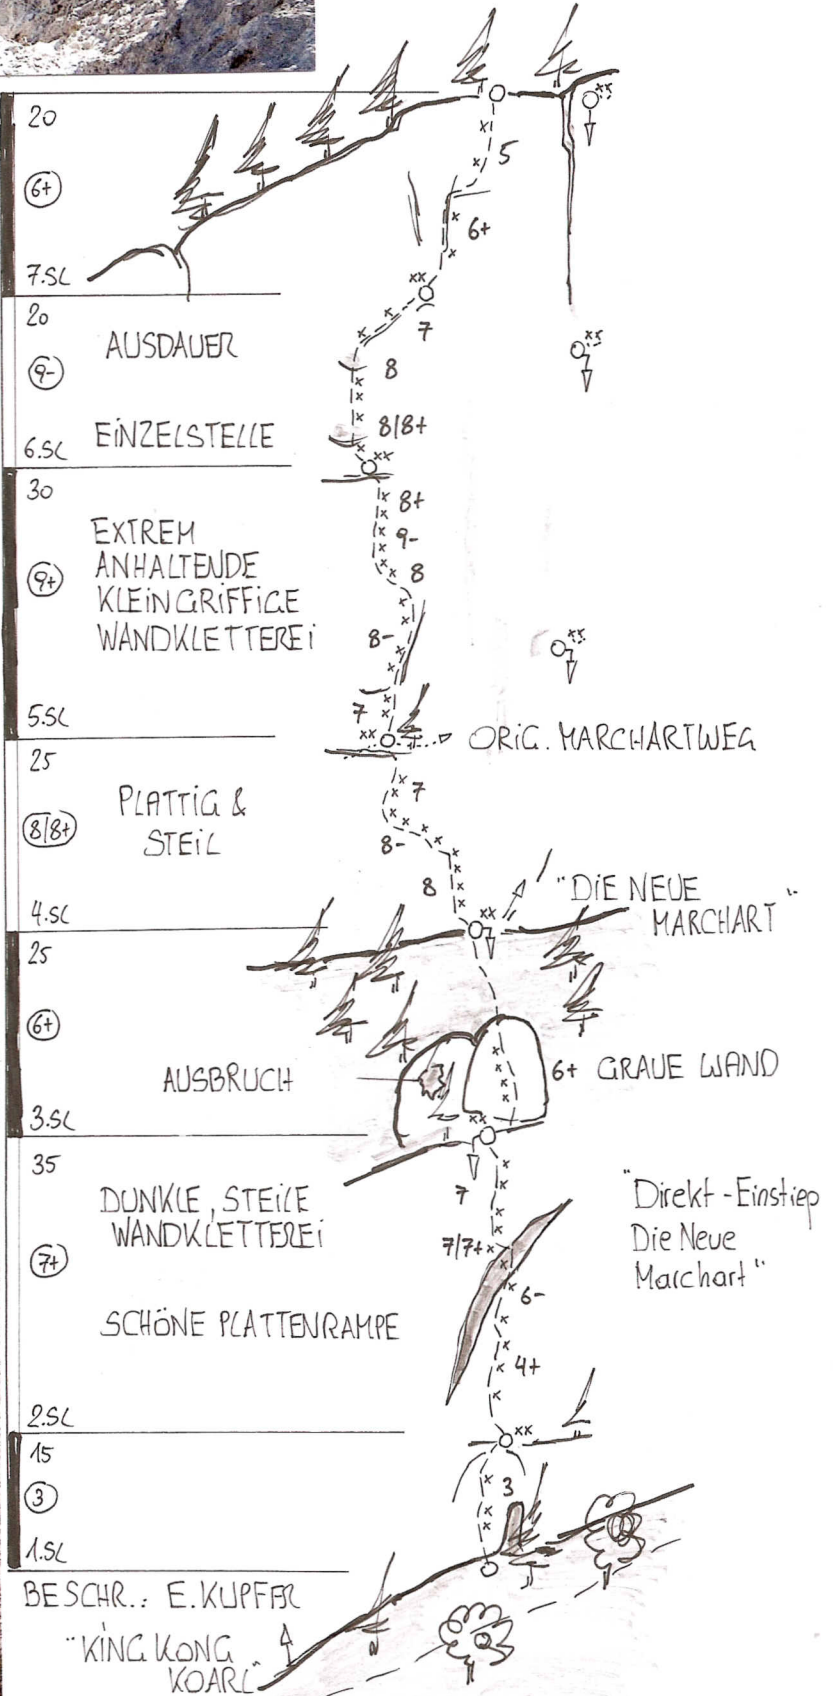 20
6+
7.SL
5
6+
20
9-
6.SL
AUSDAUER
EINZELSTELLE
7
8
8/8+
30
9+
5.SL
EXTREM
ANHALTENDE
KLEINGRIFFIGE
WANDKLETTEREI
8+
9-
8
8-
7
ORIG. MARCHARTWEG
25
8/8+
4.SL
PLATTIG &
STEIL
7
8-
8
"DIE NEUE
MARCHART"
25
6+
3.SL
AUSBRUCH
6+ GRAUE WAND
35
7+
2.SL
DUNKLE, STEILE
WANDKLETTEREI
SCHÖNE PLATTENRAMPE
7
7/7+
6-
4+
"Direkt-Einstieg
Die Neue
Marchart"
15
3
1.SL
3
BESCHR.: E.KUPFER
"KING KONG
KOARL"